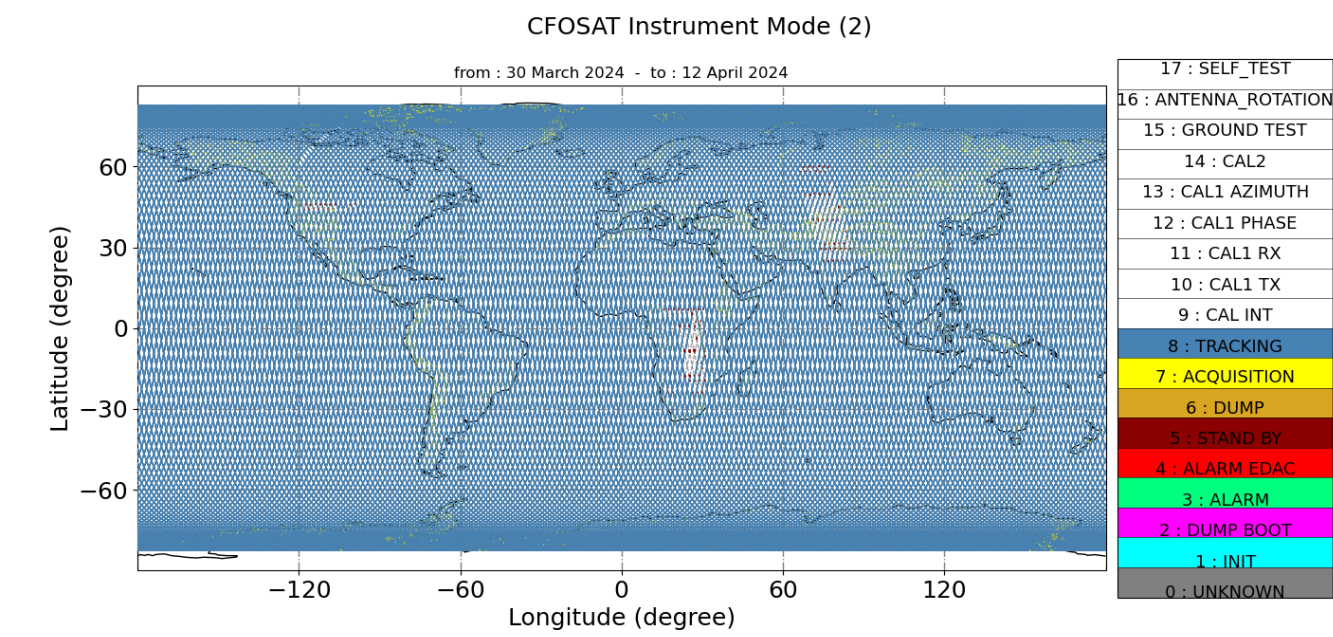 CFOSAT Instrument Mode (2)
from : 30 March 2024 - to : 12 April 2024
17 : SELF_TEST
16 : ANTENNA_ROTATION
15 : GROUND TEST
14 : CAL2
13 : CAL1 AZIMUTH
12 : CAL1 PHASE
11 : CAL1 RX
10 : CAL1 TX
9 : CAL INT
8 : TRACKING
7 : ACQUISITION
6 : DUMP
5 : STAND BY
4 : ALARM EDAC
3 : ALARM
2 : DUMP BOOT
1 : INIT
0 : UNKNOWN
Latitude (degree)
60
30
0
−30
−60
−120 −60 0 60 120
Longitude (degree)